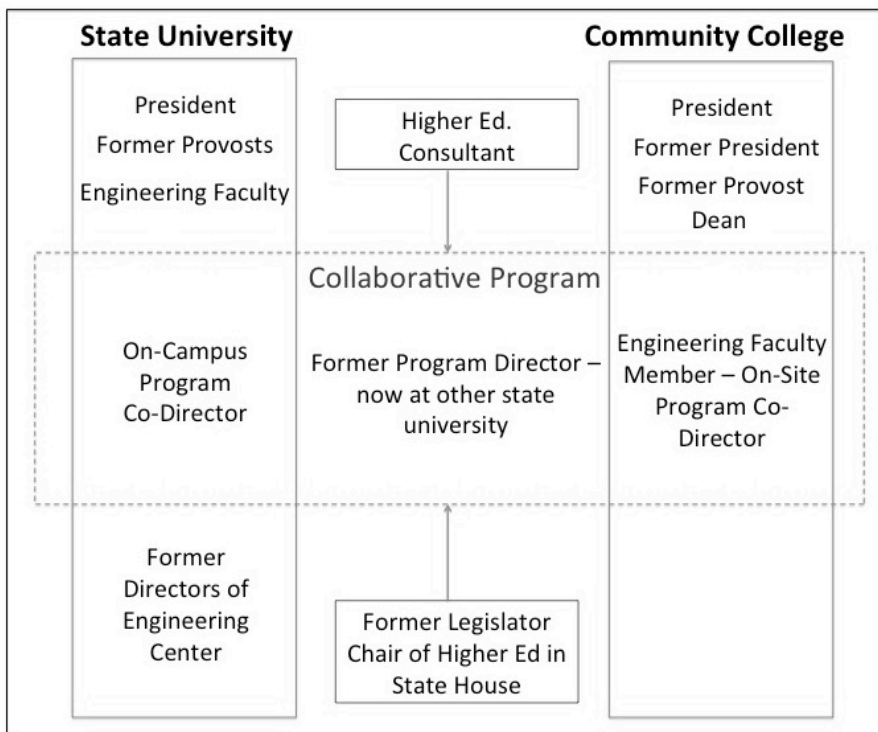 State University
Community College
President
Former Provosts
Engineering Faculty
Higher Ed.
Consultant
President
Former President
Former Provost
Dean
Collaborative Program
On-Campus
Program
Co-Director
Former Program Director –
now at other state
university
Engineering Faculty
Member – On-Site
Program Co-
Director
Former
Directors of
Engineering
Center
Former Legislator
Chair of Higher Ed in
State House